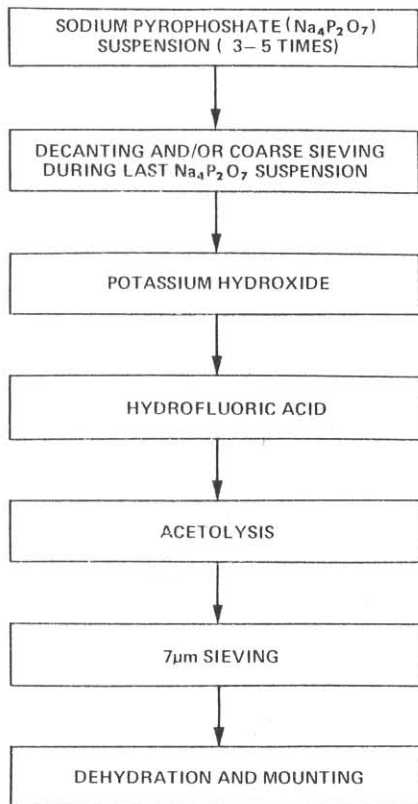 SODIUM PYROPHOSHATE (Na₄P₂O₇)
SUSPENSION ( 3–5 TIMES)
DECANTING AND/OR COARSE SIEVING
DURING LAST Na₄P₂O₇ SUSPENSION
POTASSIUM HYDROXIDE
HYDROFLUORIC ACID
ACETOLYSIS
7µm SIEVING
DEHYDRATION AND MOUNTING